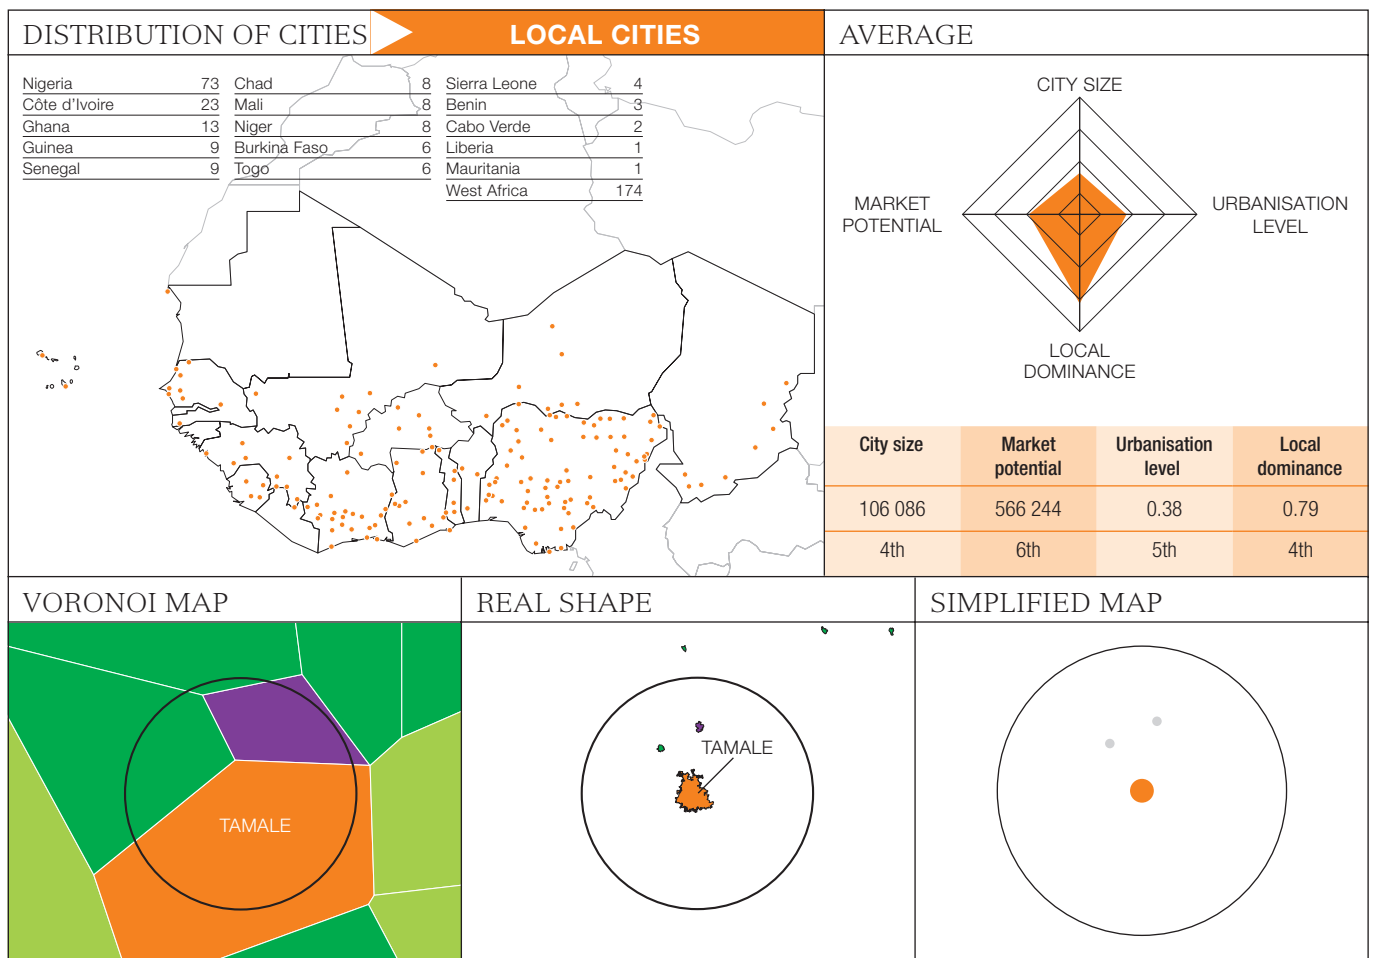 DISTRIBUTION OF CITIES
LOCAL CITIES
AVERAGE
Nigeria 73
Côte d'Ivoire 23
Ghana 13
Guinea 9
Senegal 9
Chad 8
Mali 8
Niger 8
Burkina Faso 6
Togo 6
Sierra Leone 4
Benin 3
Cabo Verde 2
Liberia 1
Mauritania 1
West Africa 174
CITY SIZE
MARKET
POTENTIAL
URBANISATION
LEVEL
LOCAL
DOMINANCE
City size Market Urbanisation Local
potential level dominance
106 086 566 244 0.38 0.79
4th 6th 5th 4th
VORONOI MAP
TAMALE
REAL SHAPE
TAMALE
SIMPLIFIED MAP